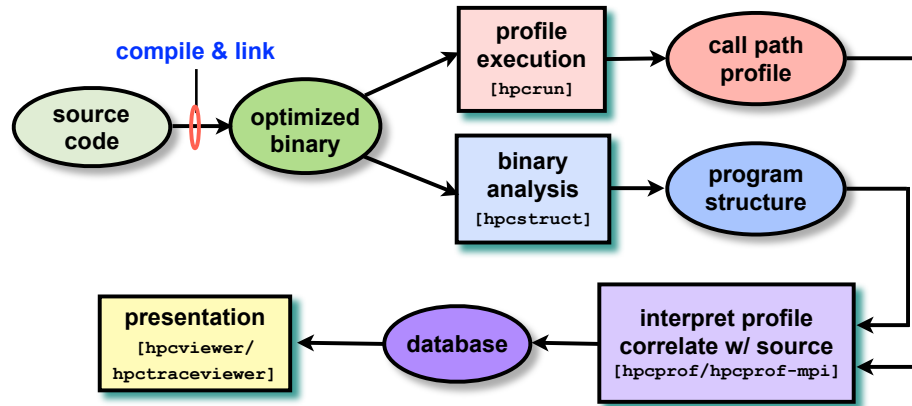 compile & link
source
code
optimized
binary
profile
execution
[hpcrun]
call path
profile
binary
analysis
[hpcstruct]
program
structure
presentation
[hpcviewer/
hpctraceviewer]
database
interpret profile
correlate w/ source
[hpcprof/hpcprof-mpi]